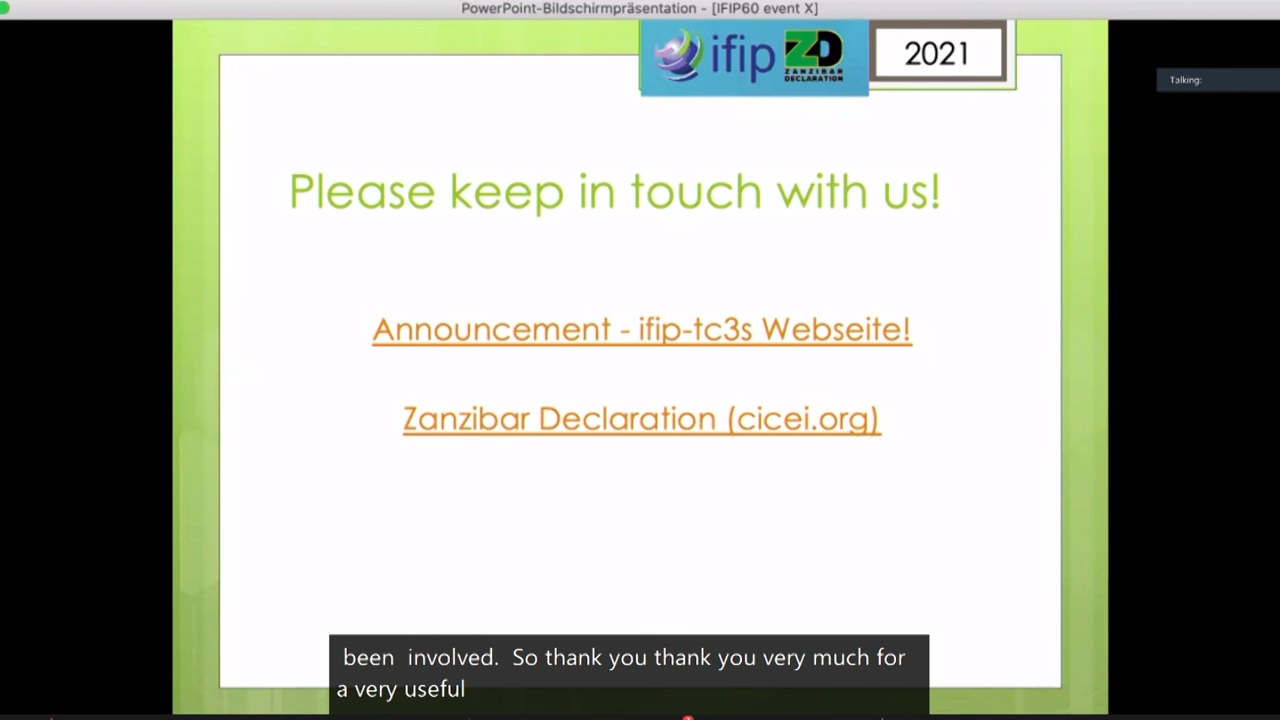 PowerPoint-Bildschirmpräsentation - [IFIP60 event X]
ifip
ZD
ZANZIBAR
DECLARATION
2021
Talking:
Please keep in touch with us!
Announcement - ifip-tc3s Webseite!
Zanzibar Declaration (cicei.org)
been involved. So thank you thank you very much for
a very useful